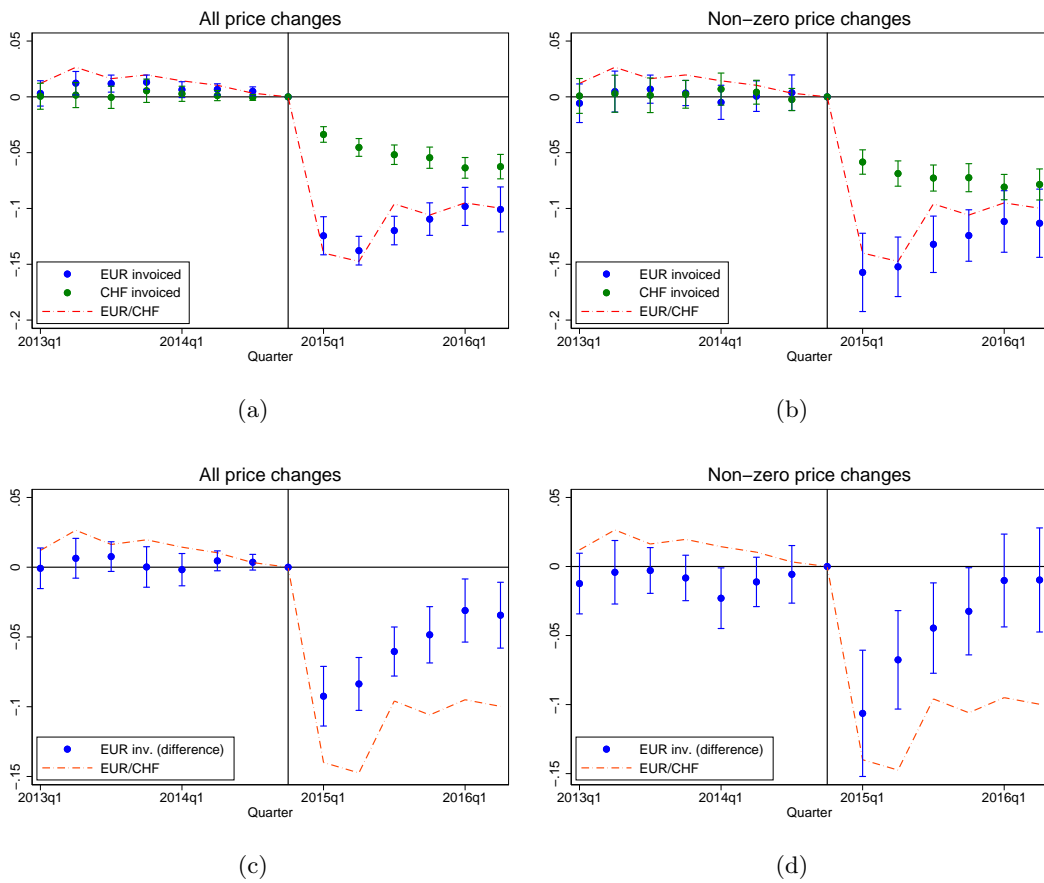 All price changes
.05
0
-.05
-.1
-.15
-.2
EUR invoiced
CHF invoiced
EUR/CHF
2013q1 2014q1 2015q1 2016q1
Quarter
(a)
Non-zero price changes
.05
0
-.05
-.1
-.15
-.2
EUR invoiced
CHF invoiced
EUR/CHF
2013q1 2014q1 2015q1 2016q1
Quarter
(b)
All price changes
.05
0
-.05
-.1
-.15
EUR inv. (difference)
EUR/CHF
2013q1 2014q1 2015q1 2016q1
Quarter
(c)
Non-zero price changes
.05
0
-.05
-.1
-.15
EUR inv. (difference)
EUR/CHF
2013q1 2014q1 2015q1 2016q1
Quarter
(d)